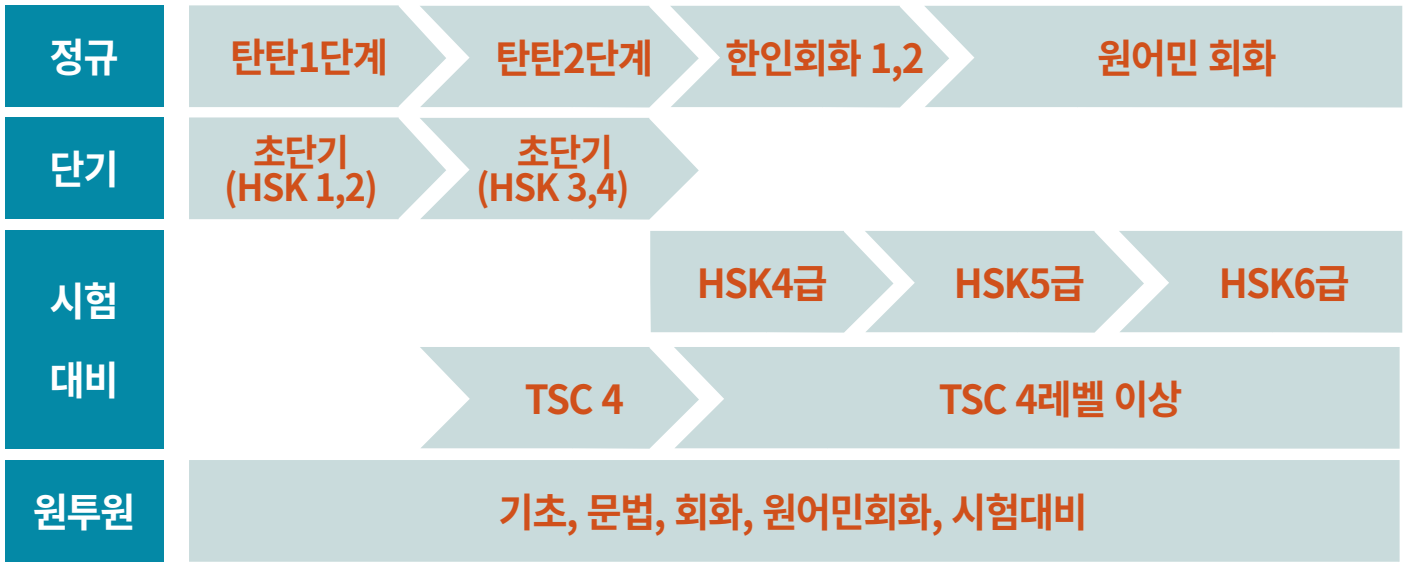 정규
탄탄1단계
탄탄2단계
한인회화 1,2
원어민 회화
단기
초단기
(HSK 1,2)
초단기
(HSK 3,4)
시험
대비
HSK4급
HSK5급
HSK6급
TSC 4
TSC 4레벨 이상
원투원
기초, 문법, 회화, 원어민회화, 시험대비